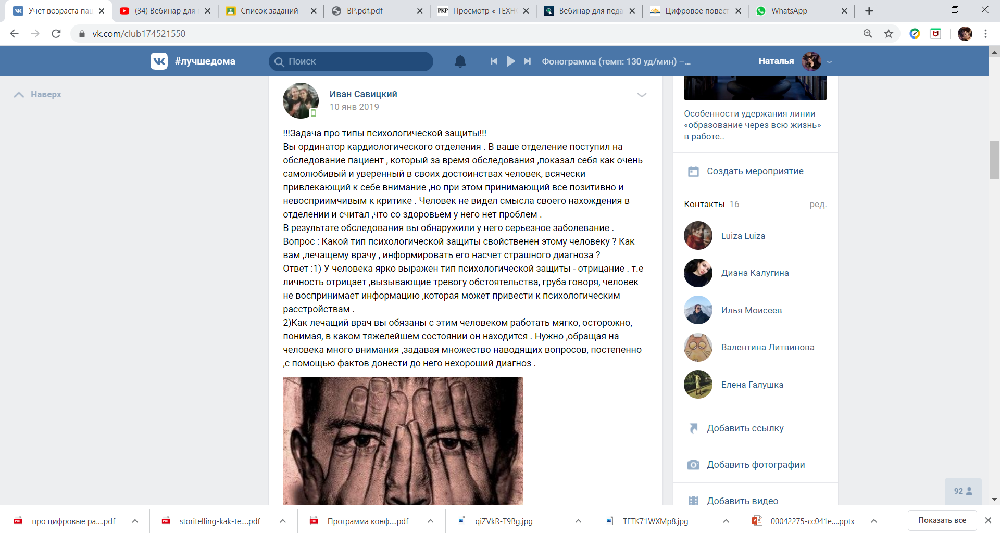 Учет возраста пац
(34) Вебинар для п
Список заданий
BP.pdf.pdf
PKP
Просмотр « ТЕХН
Вебинар для педа
Цифровое повест
WhatsApp
vk.com/club174521550
#лучшедома
Поиск
Фонограмма (темп: 130 уд/мин) –...
Наталья
Наверх
Иван Савицкий
10 янв 2019
!!!Задача про типы психологической защиты!!!
Вы ординатор кардиологического отделения . В ваше отделение поступил на
обследование пациент , который за время обследования ,показал себя как очень
самолюбивый и уверенный в своих достоинствах человек, всячески
привлекающий к себе внимание ,но при этом принимающий все позитивно и
невосприимчивым к критике . Человек не видел смысла своего нахождения в
отделении и считал ,что со здоровьем у него нет проблем .
В результате обследования вы обнаружили у него серьезное заболевание .
Вопрос : Какой тип психологической защиты свойственен этому человеку ? Как
вам ,лечащему врачу , информировать его насчет страшного диагноза ?
Ответ :1) У человека ярко выражен тип психологической защиты - отрицание . т.е
личность отрицает ,вызывающие тревогу обстоятельства, груба говоря, человек
не воспринимает информацию ,которая может привести к психологическим
расстройствам .
2)Как лечащий врач вы обязаны с этим человеком работать мягко, осторожно,
понимая, в каком тяжелейшем состоянии он находится . Нужно ,обращая на
человека много внимания ,задавая множество наводящих вопросов, постепенно
,с помощью фактов донести до него нехороший диагноз .
Особенности удержания линии
«образование через всю жизнь»
в работе..
Создать мероприятие
Контакты 16
ред.
Luiza Luiza
Диана Калугина
Илья Моисеев
Валентина Литвинова
Елена Галушка
Добавить ссылку
Добавить фотографии
Добавить видео
92
про цифровые ра....pdf
storitelling-kak-te....pdf
Программа конф....pdf
qiZVkR-T9Bg.jpg
TFTK71WXMp8.jpg
00042275-cc041e....pptx
Показать все